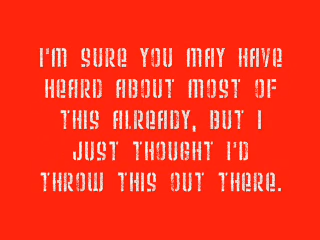 I'M SURE YOU MAY HAVE
HEARD ABOUT MOST OF
THIS ALREADY, BUT I
JUST THOUGHT I'D
THROW THIS OUT THERE.